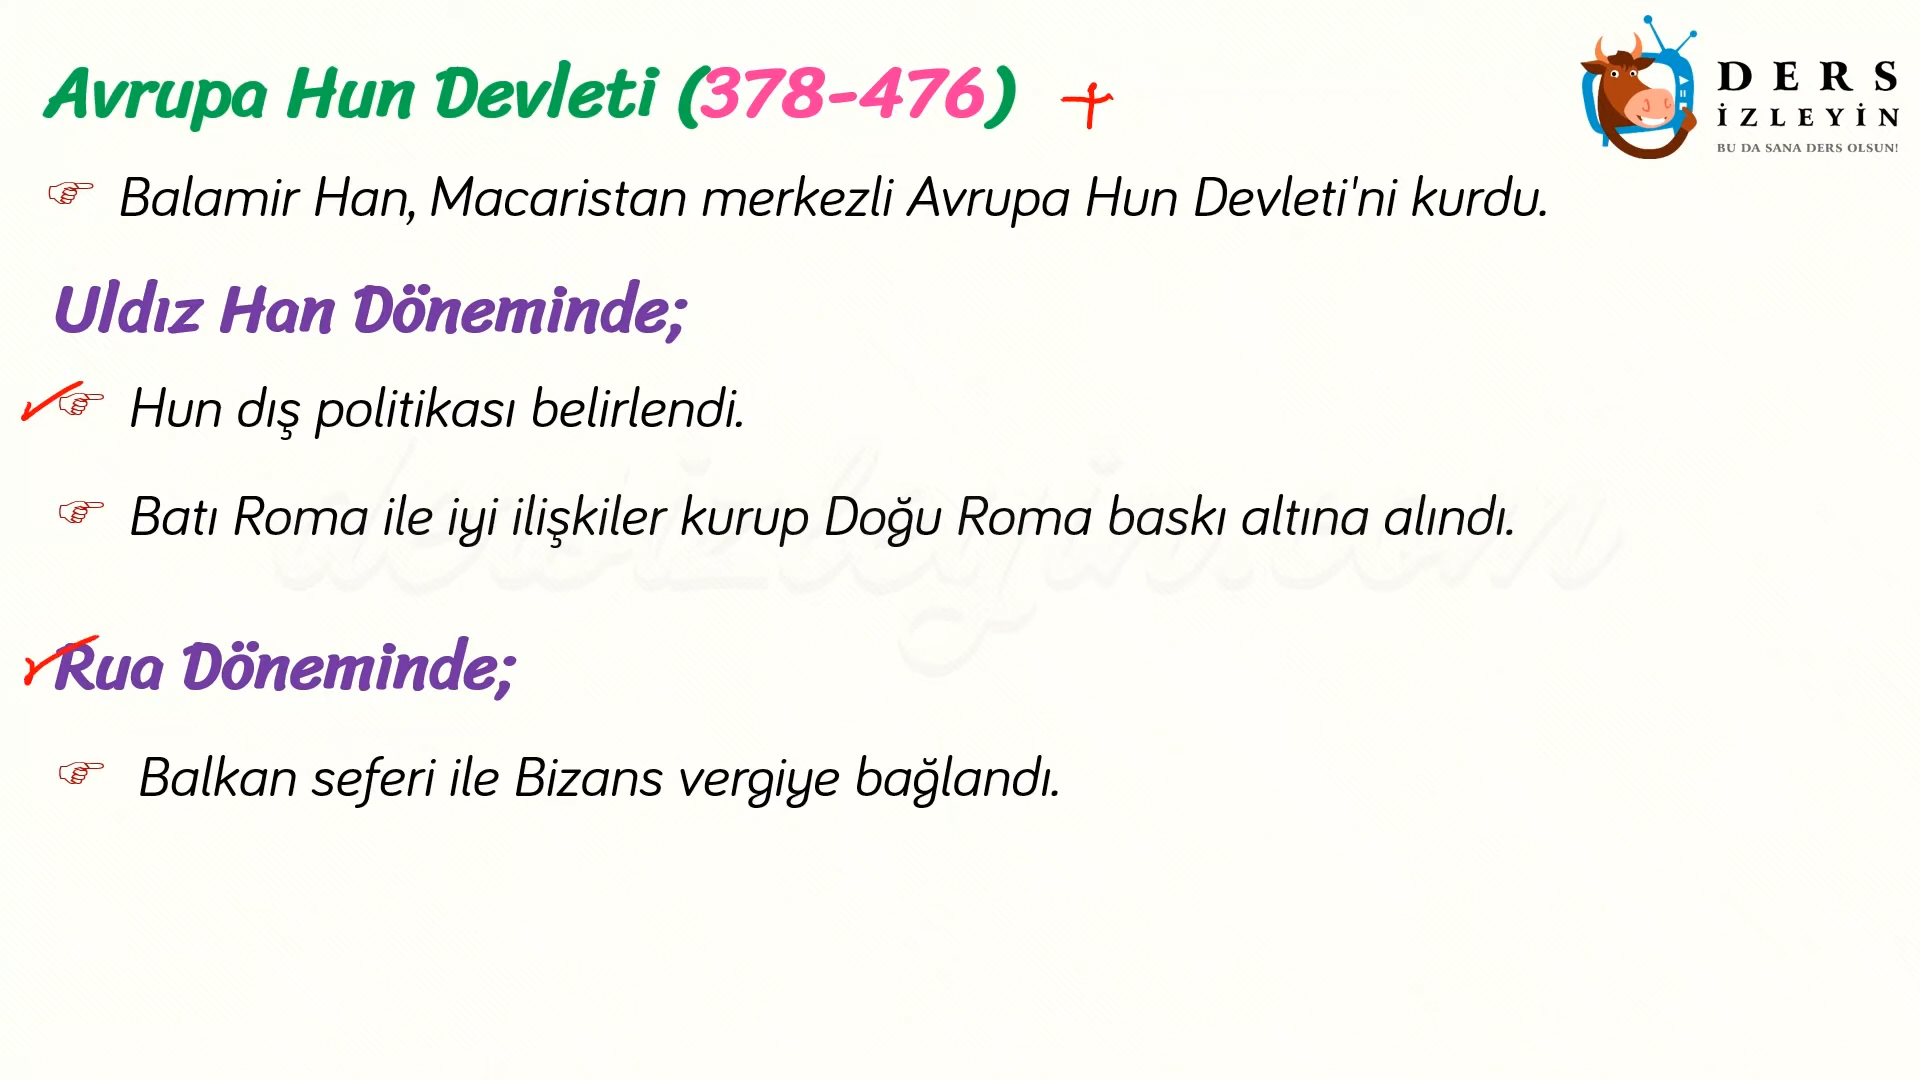 Avrupa Hun Devleti (378-476)
DERS
İZLEYİN
BU DA SANA DERS OLSUN!
Balamir Han, Macaristan merkezli Avrupa Hun Devleti'ni kurdu.
Uldız Han Döneminde;
Hun dış politikası belirlendi.
Batı Roma ile iyi ilişkiler kurup Doğu Roma baskı altına alındı.
dersizleyin.com
Rua Döneminde;
Balkan seferi ile Bizans vergiye bağlandı.